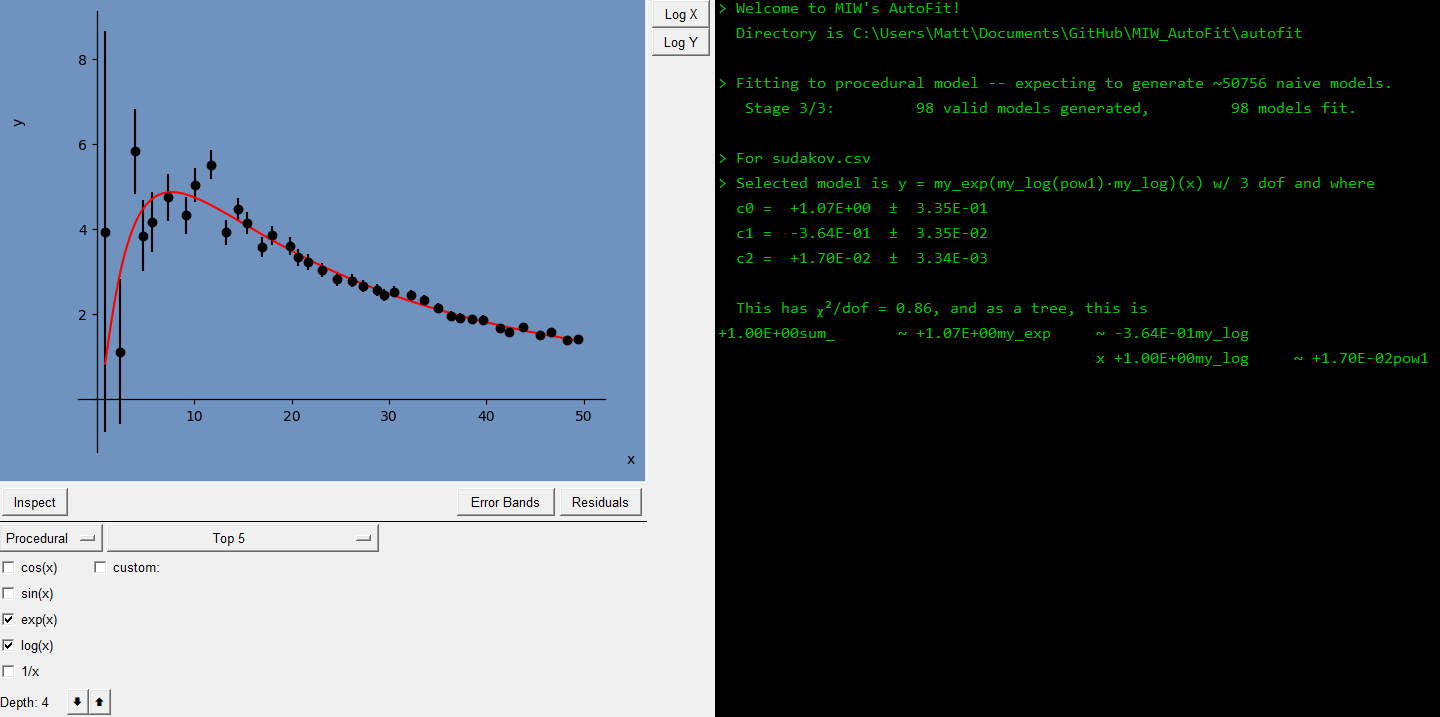 8
6
4
2
y
10 20 30 40 50
x
Log X
Log Y
Inspect
Error Bands
Residuals
Procedural
Top 5
cos(x)
custom:
sin(x)
exp(x)
log(x)
1/x
Depth: 4
> Welcome to MIW's AutoFit!
Directory is C:\Users\Matt\Documents\GitHub\MIW_AutoFit\autofit
> Fitting to procedural model -- expecting to generate ~50756 naive models.
Stage 3/3: 98 valid models generated, 98 models fit.
> For sudakov.csv
> Selected model is y = my_exp(my_log(pow1)·my_log)(x) w/ 3 dof and where
c0 = +1.07E+00 ± 3.35E-01
c1 = -3.64E-01 ± 3.35E-02
c2 = +1.70E-02 ± 3.34E-03
This has χ²/dof = 0.86, and as a tree, this is
+1.00E+00sum_ ~ +1.07E+00my_exp ~ -3.64E-01my_log
x +1.00E+00my_log ~ +1.70E-02pow1